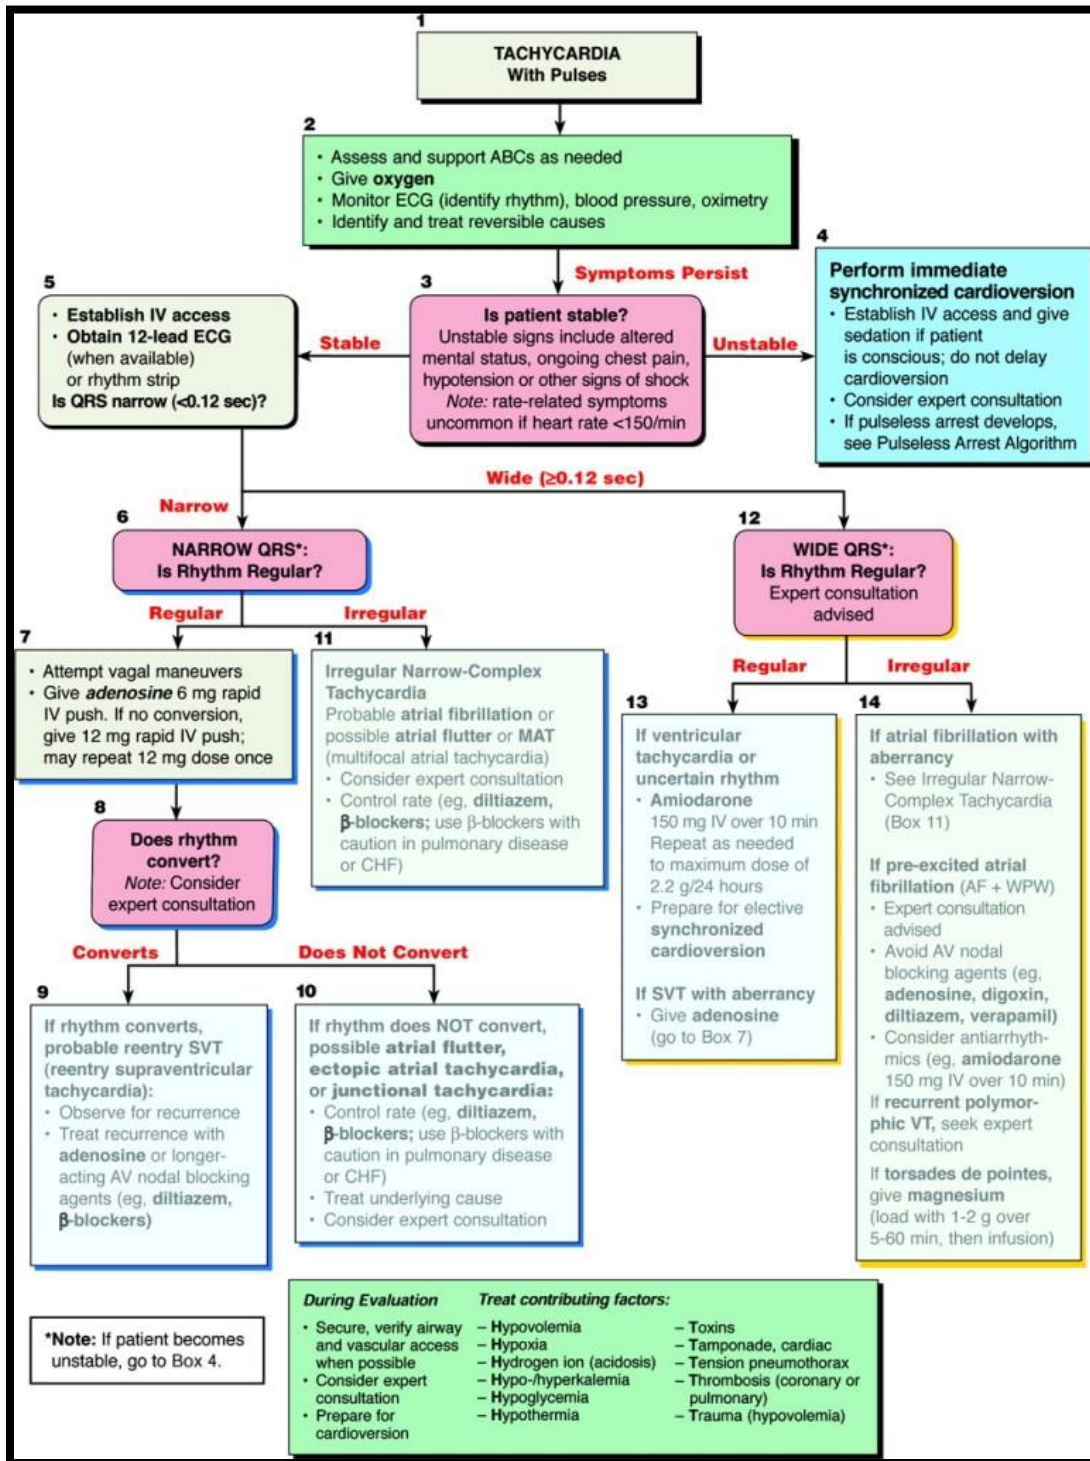 1
TACHYCARDIA
With Pulses
2
• Assess and support ABCs as needed
• Give oxygen
• Monitor ECG (identify rhythm), blood pressure, oximetry
• Identify and treat reversible causes
Symptoms Persist
3
Is patient stable?
Unstable signs include altered
mental status, ongoing chest pain,
hypotension or other signs of shock
Note: rate-related symptoms
uncommon if heart rate <150/min
Stable
Unstable
4
Perform immediate
synchronized cardioversion
• Establish IV access and give
sedation if patient
is conscious; do not delay
cardioversion
• Consider expert consultation
• If pulseless arrest develops,
see Pulseless Arrest Algorithm
5
• Establish IV access
• Obtain 12-lead ECG
(when available)
or rhythm strip
Is QRS narrow (<0.12 sec)?
Narrow
Wide (≥0.12 sec)
6
NARROW QRS*:
Is Rhythm Regular?
Regular
Irregular
7
• Attempt vagal maneuvers
• Give adenosine 6 mg rapid
IV push. If no conversion,
give 12 mg rapid IV push;
may repeat 12 mg dose once
8
Does rhythm
convert?
Note: Consider
expert consultation
Converts
Does Not Convert
9
If rhythm converts,
probable reentry SVT
(reentry supraventricular
tachycardia):
• Observe for recurrence
• Treat recurrence with
adenosine or longer-
acting AV nodal blocking
agents (eg, diltiazem,
β-blockers)
10
If rhythm does NOT convert,
possible atrial flutter,
ectopic atrial tachycardia,
or junctional tachycardia:
• Control rate (eg, diltiazem,
β-blockers; use β-blockers with
caution in pulmonary disease
or CHF)
• Treat underlying cause
• Consider expert consultation
11
Irregular Narrow-Complex
Tachycardia
Probable atrial fibrillation or
possible atrial flutter or MAT
(multifocal atrial tachycardia)
• Consider expert consultation
• Control rate (eg, diltiazem,
β-blockers; use β-blockers with
caution in pulmonary disease
or CHF)
12
WIDE QRS*:
Is Rhythm Regular?
Expert consultation
advised
Regular
Irregular
13
If ventricular
tachycardia or
uncertain rhythm
• Amiodarone
150 mg IV over 10 min
Repeat as needed
to maximum dose of
2.2 g/24 hours
• Prepare for elective
synchronized
cardioversion
If SVT with aberrancy
• Give adenosine
(go to Box 7)
14
If atrial fibrillation with
aberrancy
• See Irregular Narrow-
Complex Tachycardia
(Box 11)
If pre-excited atrial
fibrillation (AF + WPW)
• Expert consultation
advised
• Avoid AV nodal
blocking agents (eg,
adenosine, digoxin,
diltiazem, verapamil)
• Consider antiarrhyth-
mics (eg, amiodarone
150 mg IV over 10 min)
If recurrent polymor-
phic VT, seek expert
consultation
If torsades de pointes,
give magnesium
(load with 1-2 g over
5-60 min, then infusion)
*Note: If patient becomes
unstable, go to Box 4.
During Evaluation
• Secure, verify airway
and vascular access
when possible
• Consider expert
consultation
• Prepare for
cardioversion
Treat contributing factors:
– Hypovolemia
– Hypoxia
– Hydrogen ion (acidosis)
– Hypo-/hyperkalemia
– Hypoglycemia
– Hypothermia
– Toxins
– Tamponade, cardiac
– Tension pneumothorax
– Thrombosis (coronary or
pulmonary)
– Trauma (hypovolemia)